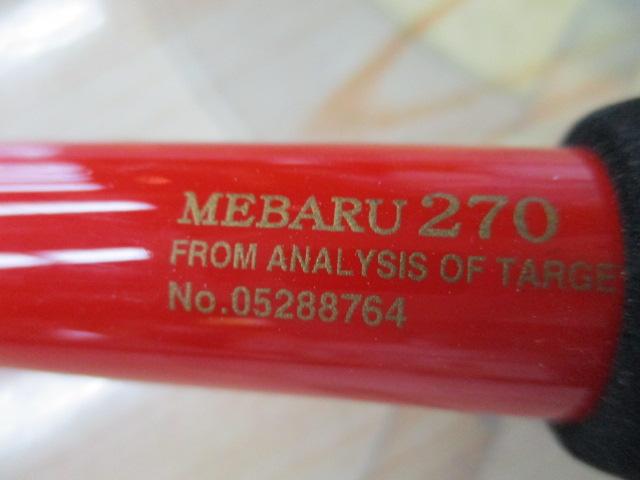 MEBARU 270
FROM ANALYSIS OF TARGE
No.05288764